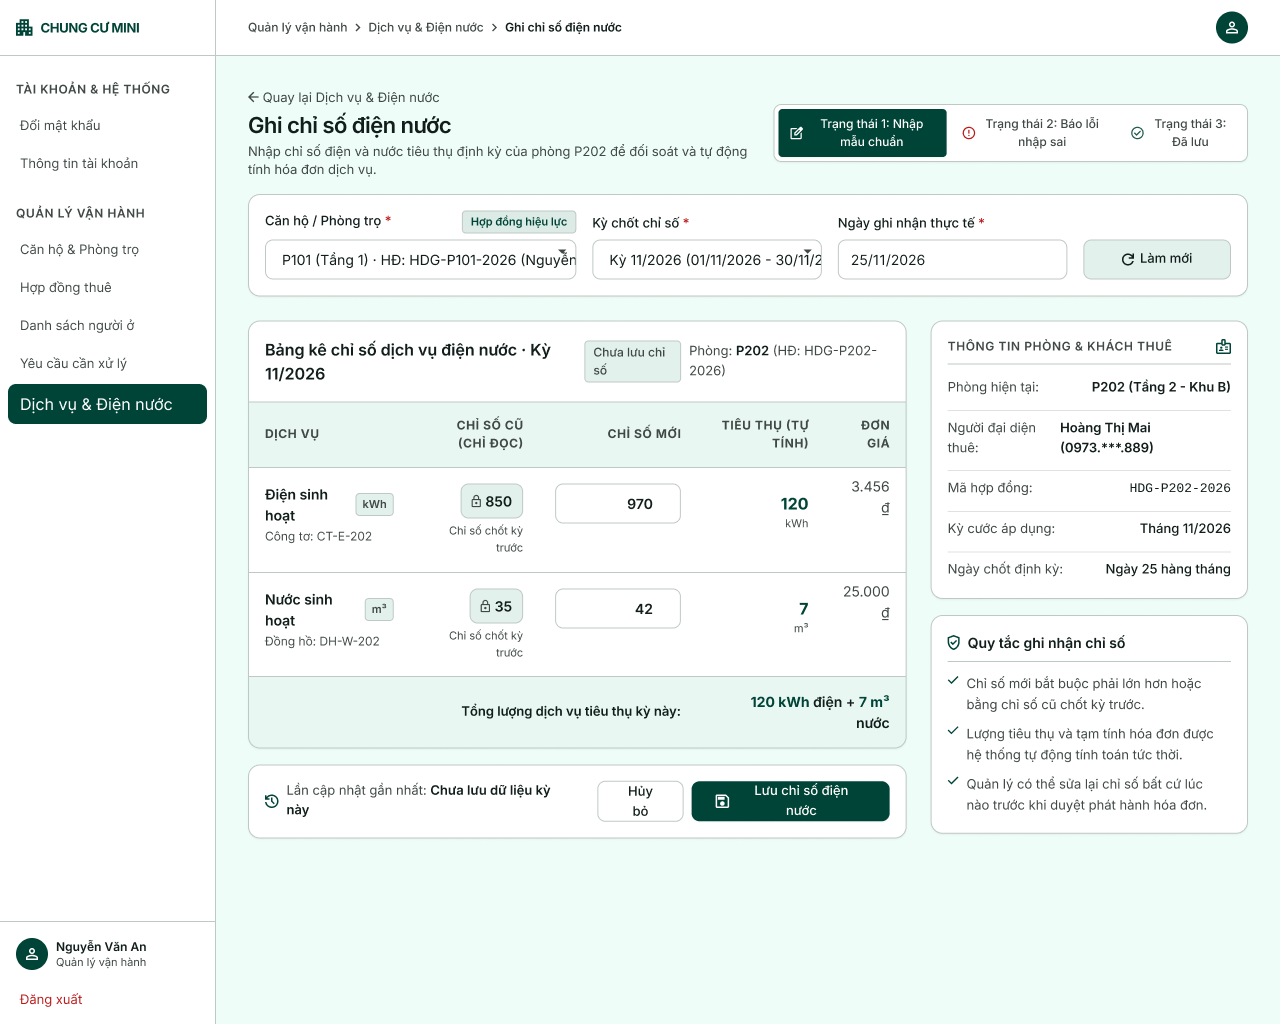 CHUNG CƯ MINI
Quản lý vận hành
Dịch vụ & Điện nước
Ghi chỉ số điện nước
TÀI KHOẢN & HỆ THỐNG
Đổi mật khẩu
Thông tin tài khoản
QUẢN LÝ VẬN HÀNH
Căn hộ & Phòng trọ
Hợp đồng thuê
Danh sách người ở
Yêu cầu cần xử lý
Dịch vụ & Điện nước
Nguyễn Văn An
Quản lý vận hành
Đăng xuất
Quay lại Dịch vụ & Điện nước
Ghi chỉ số điện nước
Nhập chỉ số điện và nước tiêu thụ định kỳ của phòng P202 để đối soát và tự động
tính hóa đơn dịch vụ.
Trạng thái 1: Nhập
mẫu chuẩn
Trạng thái 2: Báo lỗi
nhập sai
Trạng thái 3:
Đã lưu
Căn hộ / Phòng trọ *
Hợp đồng hiệu lực
P101 (Tầng 1) · HĐ: HDG-P101-2026 (Nguyễn
Kỳ chốt chỉ số *
Kỳ 11/2026 (01/11/2026 - 30/11/2
Ngày ghi nhận thực tế *
25/11/2026
Làm mới
Bảng kê chỉ số dịch vụ điện nước · Kỳ
11/2026
Chưa lưu chỉ
số
Phòng: P202 (HĐ: HDG-P202-
2026)
DỊCH VỤ
CHỈ SỐ CŨ
(CHỈ ĐỌC)
CHỈ SỐ MỚI
TIÊU THỤ (TỰ
TÍNH)
ĐƠN
GIÁ
Điện sinh
hoạt
kWh
Công tơ: CT-E-202
850
Chỉ số chốt kỳ
trước
970
120
kWh
3.456
₫
Nước sinh
hoạt
m³
Đồng hồ: DH-W-202
35
Chỉ số chốt kỳ
trước
42
7
m³
25.000
₫
Tổng lượng dịch vụ tiêu thụ kỳ này:
120 kWh điện + 7 m³
nước
Lần cập nhật gần nhất: Chưa lưu dữ liệu kỳ
này
Hủy
bỏ
Lưu chỉ số điện
nước
THÔNG TIN PHÒNG & KHÁCH THUÊ
Phòng hiện tại:
P202 (Tầng 2 - Khu B)
Người đại diện
thuê:
Hoàng Thị Mai
(0973.***.889)
Mã hợp đồng:
HDG-P202-2026
Kỳ cước áp dụng:
Tháng 11/2026
Ngày chốt định kỳ:
Ngày 25 hàng tháng
Quy tắc ghi nhận chỉ số
Chỉ số mới bắt buộc phải lớn hơn hoặc
bằng chỉ số cũ chốt kỳ trước.
Lượng tiêu thụ và tạm tính hóa đơn được
hệ thống tự động tính toán tức thời.
Quản lý có thể sửa lại chỉ số bất cứ lúc
nào trước khi duyệt phát hành hóa đơn.